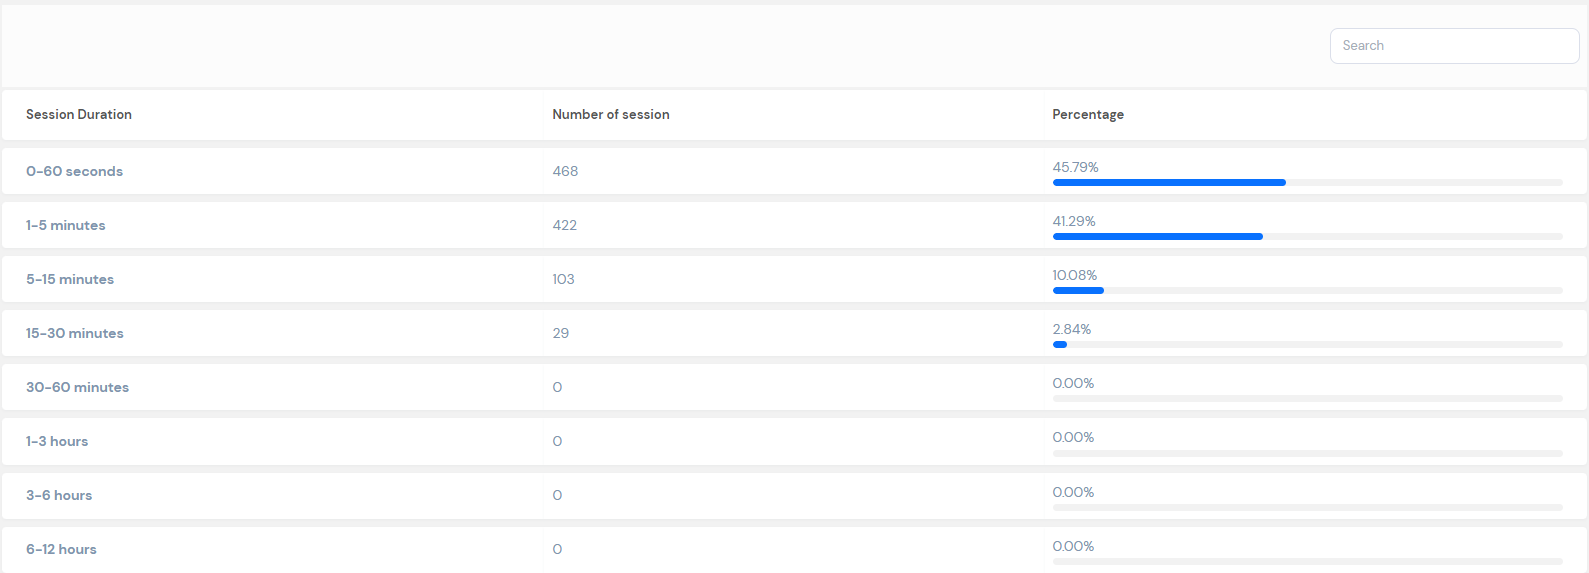 Search
Session Duration Number of session Percentage
0-60 seconds 468 45.79%
1-5 minutes 422 41.29%
5-15 minutes 103 10.08%
15-30 minutes 29 2.84%
30-60 minutes 0 0.00%
1-3 hours 0 0.00%
3-6 hours 0 0.00%
6-12 hours 0 0.00%